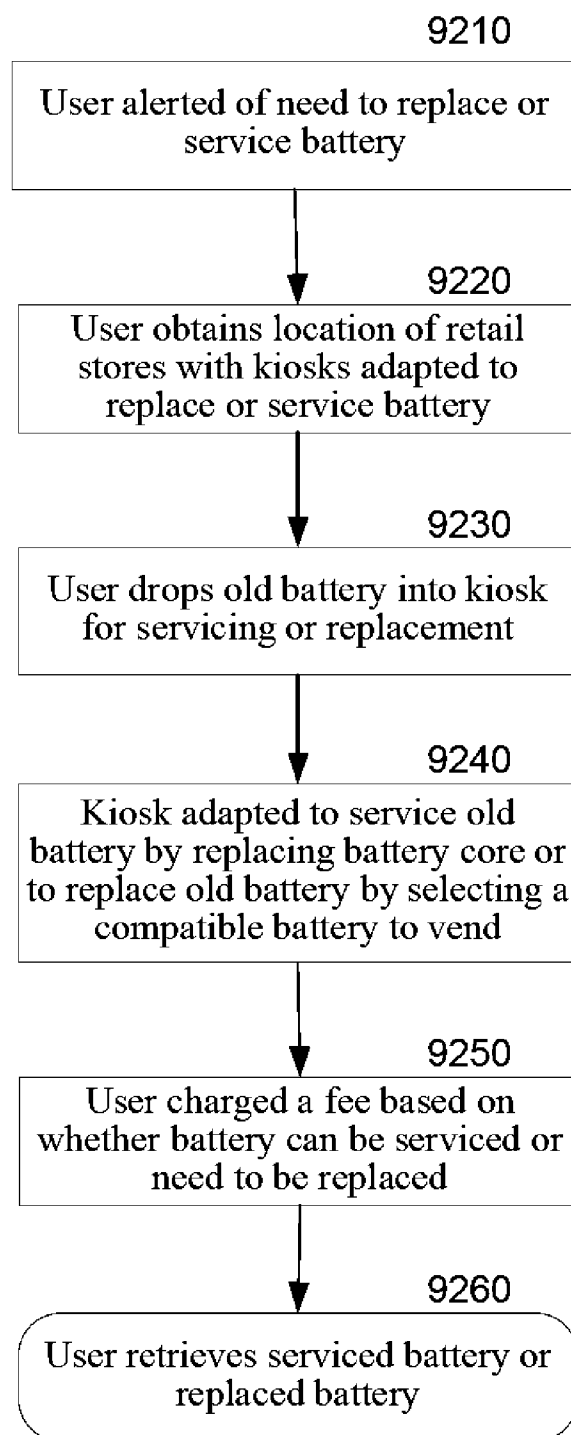 9210
User alerted of need to replace or
service battery
9220
User obtains location of retail
stores with kiosks adapted to
replace or service battery
9230
User drops old battery into kiosk
for servicing or replacement
9240
Kiosk adapted to service old
battery by replacing battery core or
to replace old battery by selecting a
compatible battery to vend
9250
User charged a fee based on
whether battery can be serviced or
need to be replaced
9260
User retrieves serviced battery or
replaced battery